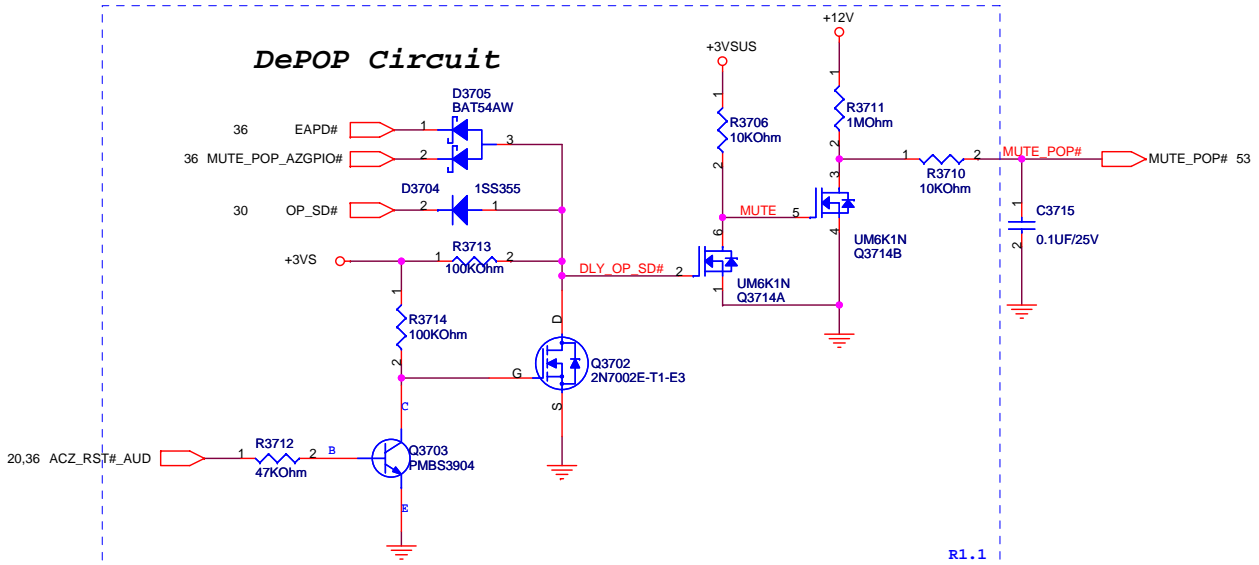 DePOP Circuit
+12V
+3VSUS
D3705
BAT54AW
36 EAPD# 1
3
36 MUTE_POP_AZGPIO# 2
D3704 1SS355
30 OP_SD# 2 1
1
R3706
10KOhm
2
1
R3711
1MOhm
2
1 2
R3710
10KOhm
MUTE_POP#
MUTE_POP# 53
1
C3715
0.1UF/25V
2
MUTE 5
3
4
UM6K1N
Q3714B
+3VS
1 R3713 2
100KOhm
DLY_OP_SD# 2
6
1
UM6K1N
Q3714A
1
R3714
100KOhm
2
D
G
S
Q3702
2N7002E-T1-E3
20,36 ACZ_RST#_AUD
1 R3712 2
47KOhm
B
C
E
Q3703
PMBS3904
R1.1